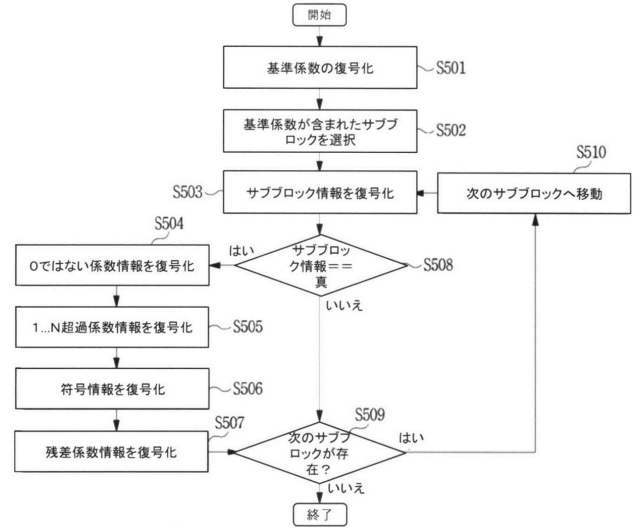 開始
基準係数の復号化
S501
基準係数が含まれたサブブ
ロックを選択
S502
S510
S503
サブブロック情報を復号化
次のサブブロックへ移動
S504
はい
サブブロッ
ク情報==
真
S508
0ではない係数情報を復号化
いいえ
1...N超過係数情報を復号化
S505
符号情報を復号化
S506
S507
S509
残差係数情報を復号化
次のサブブ
ロックが存
在?
はい
いいえ
終了